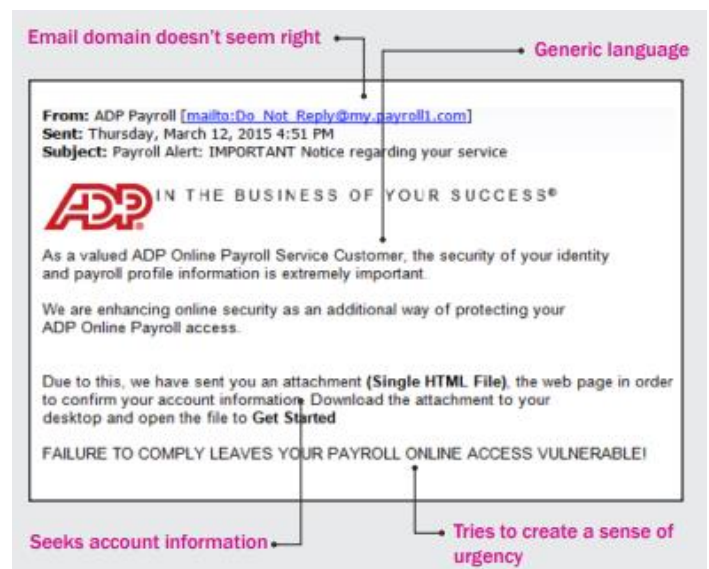 Email domain doesn't seem right
Generic language
From: ADP Payroll [mailto:Do_Not_Reply@my.payroll1.com]
Sent: Thursday, March 12, 2015 4:51 PM
Subject: Payroll Alert: IMPORTANT Notice regarding your service
ADP® IN THE BUSINESS OF YOUR SUCCESS®
As a valued ADP Online Payroll Service Customer, the security of your identity
and payroll profile information is extremely important.
We are enhancing online security as an additional way of protecting your
ADP Online Payroll access.
Due to this, we have sent you an attachment (Single HTML File), the web page in order
to confirm your account information. Download the attachment to your
desktop and open the file to Get Started
FAILURE TO COMPLY LEAVES YOUR PAYROLL ONLINE ACCESS VULNERABLE!
Seeks account information
Tries to create a sense of
urgency